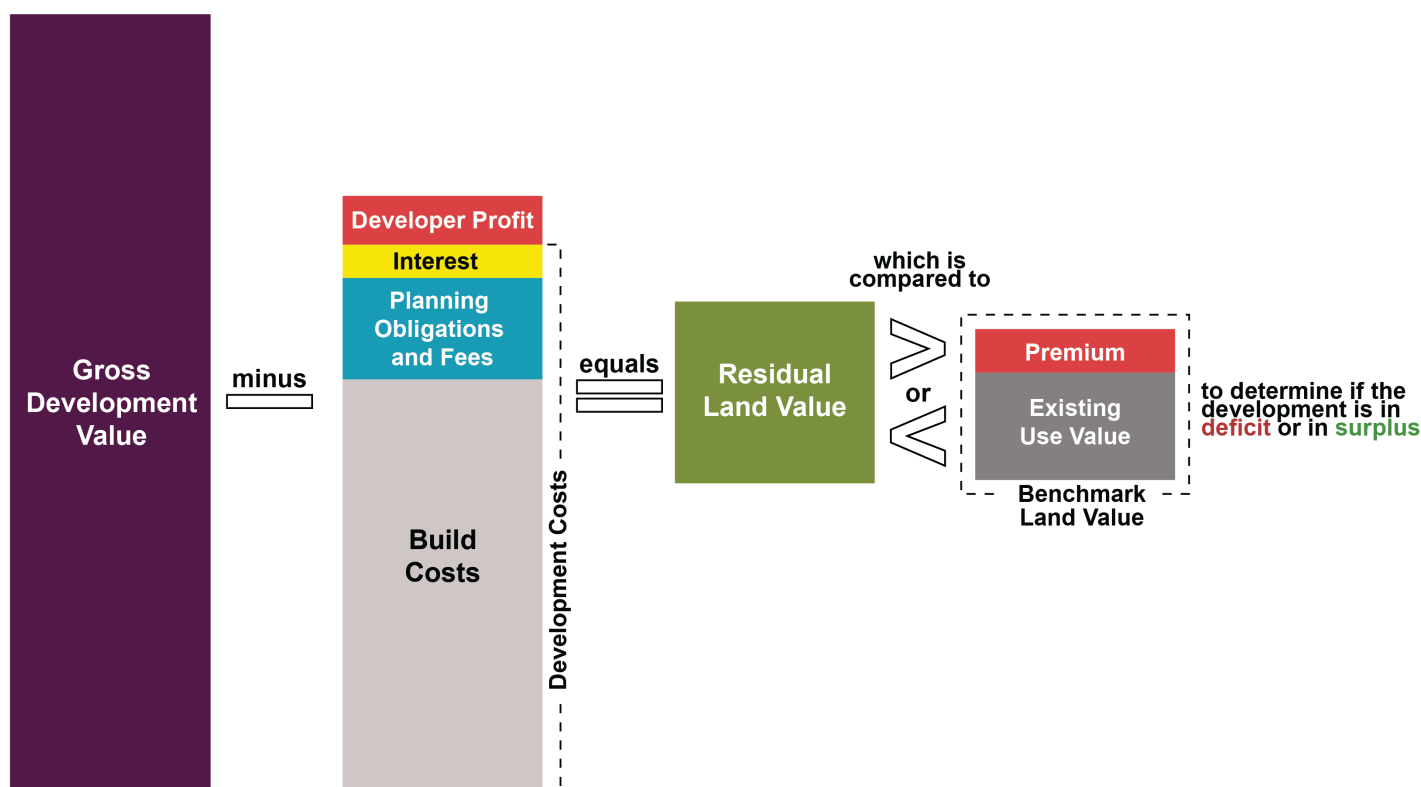 Gross
Development
Value
minus
Developer Profit
Interest
Planning
Obligations
and Fees
Build
Costs
Development Costs
equals
Residual
Land Value
which is
compared to
or
Premium
Existing
Use Value
Benchmark
Land Value
to determine if the
development is in
deficit or in surplus